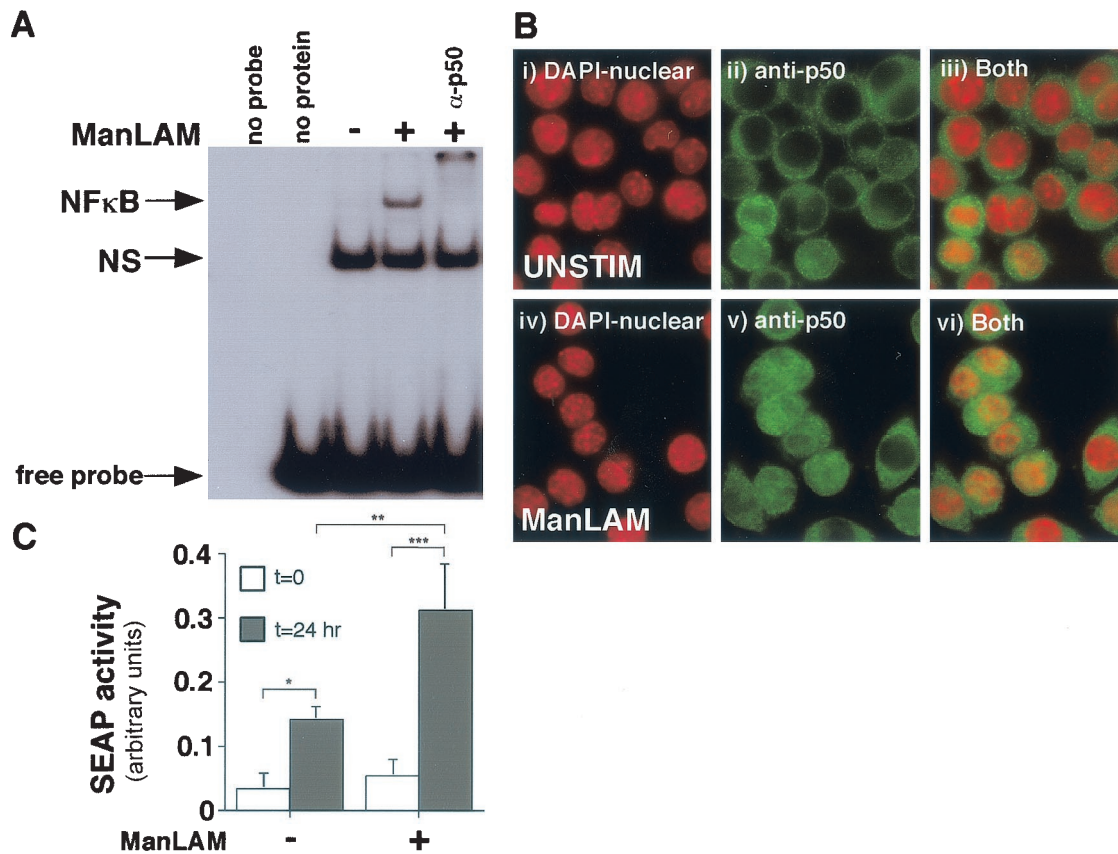 A
no probe
no protein
α-p50
ManLAM - + +
NFκB
NS
free probe
B
i) DAPI-nuclear
ii) anti-p50
iii) Both
UNSTIM
iv) DAPI-nuclear
v) anti-p50
vi) Both
ManLAM
C
**
***
*
0.4
0.3
0.2
0.1
0
t=0
t=24 hr
SEAP activity
(arbitrary units)
ManLAM - +